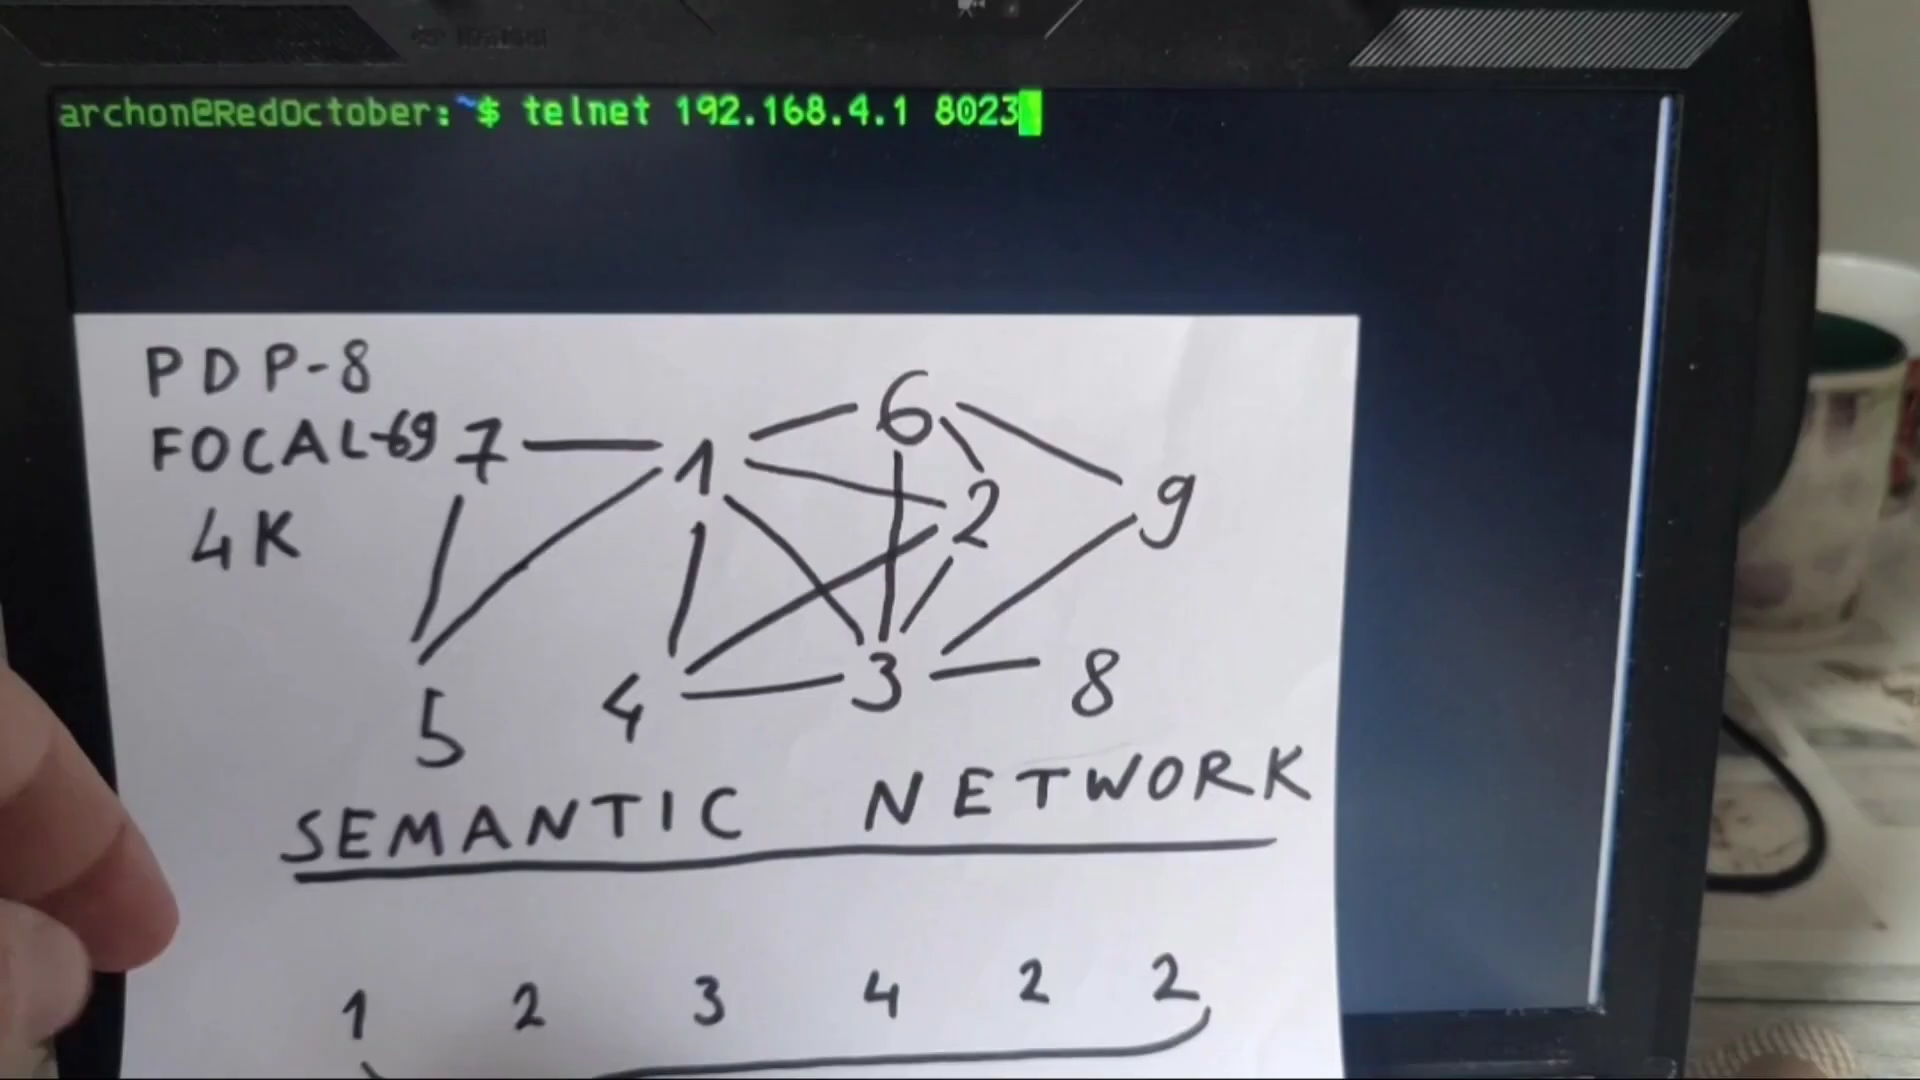 archon@RedOctober:~$ telnet 192.168.4.1 8023
PDP-8
FOCAL-69
4K
6
7 1
2 9
5 4 3 8
SEMANTIC NETWORK
1 2 3 4 2 2